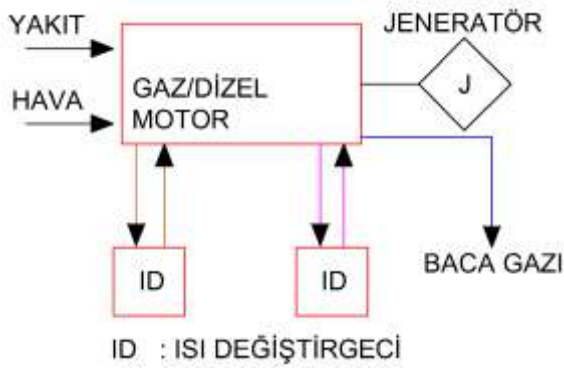 YAKIT
JENERATÖR
HAVA
GAZ/DİZEL
MOTOR
J
ID
ID
BACA GAZI
ID : ISI DEĞİŞTİRGECİ